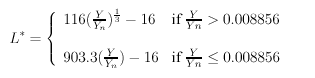 L* = { 116(Y/Yₙ)^(1/3) − 16 if Y/Yn > 0.008856
903.3(Y/Yₙ) − 16 if Y/Yn ≤ 0.008856